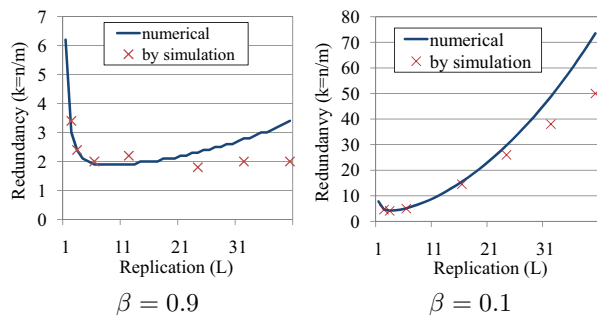 Redundancy (k=n/m)
7
6
5
4
3
2
1
0
numerical
by simulation
1 11 21 31
Replication (L)
β = 0.9
Redundanvy (k=n/m)
80
70
60
50
40
30
20
10
0
numerical
by simulation
1 11 21 31
Replication (L)
β = 0.1